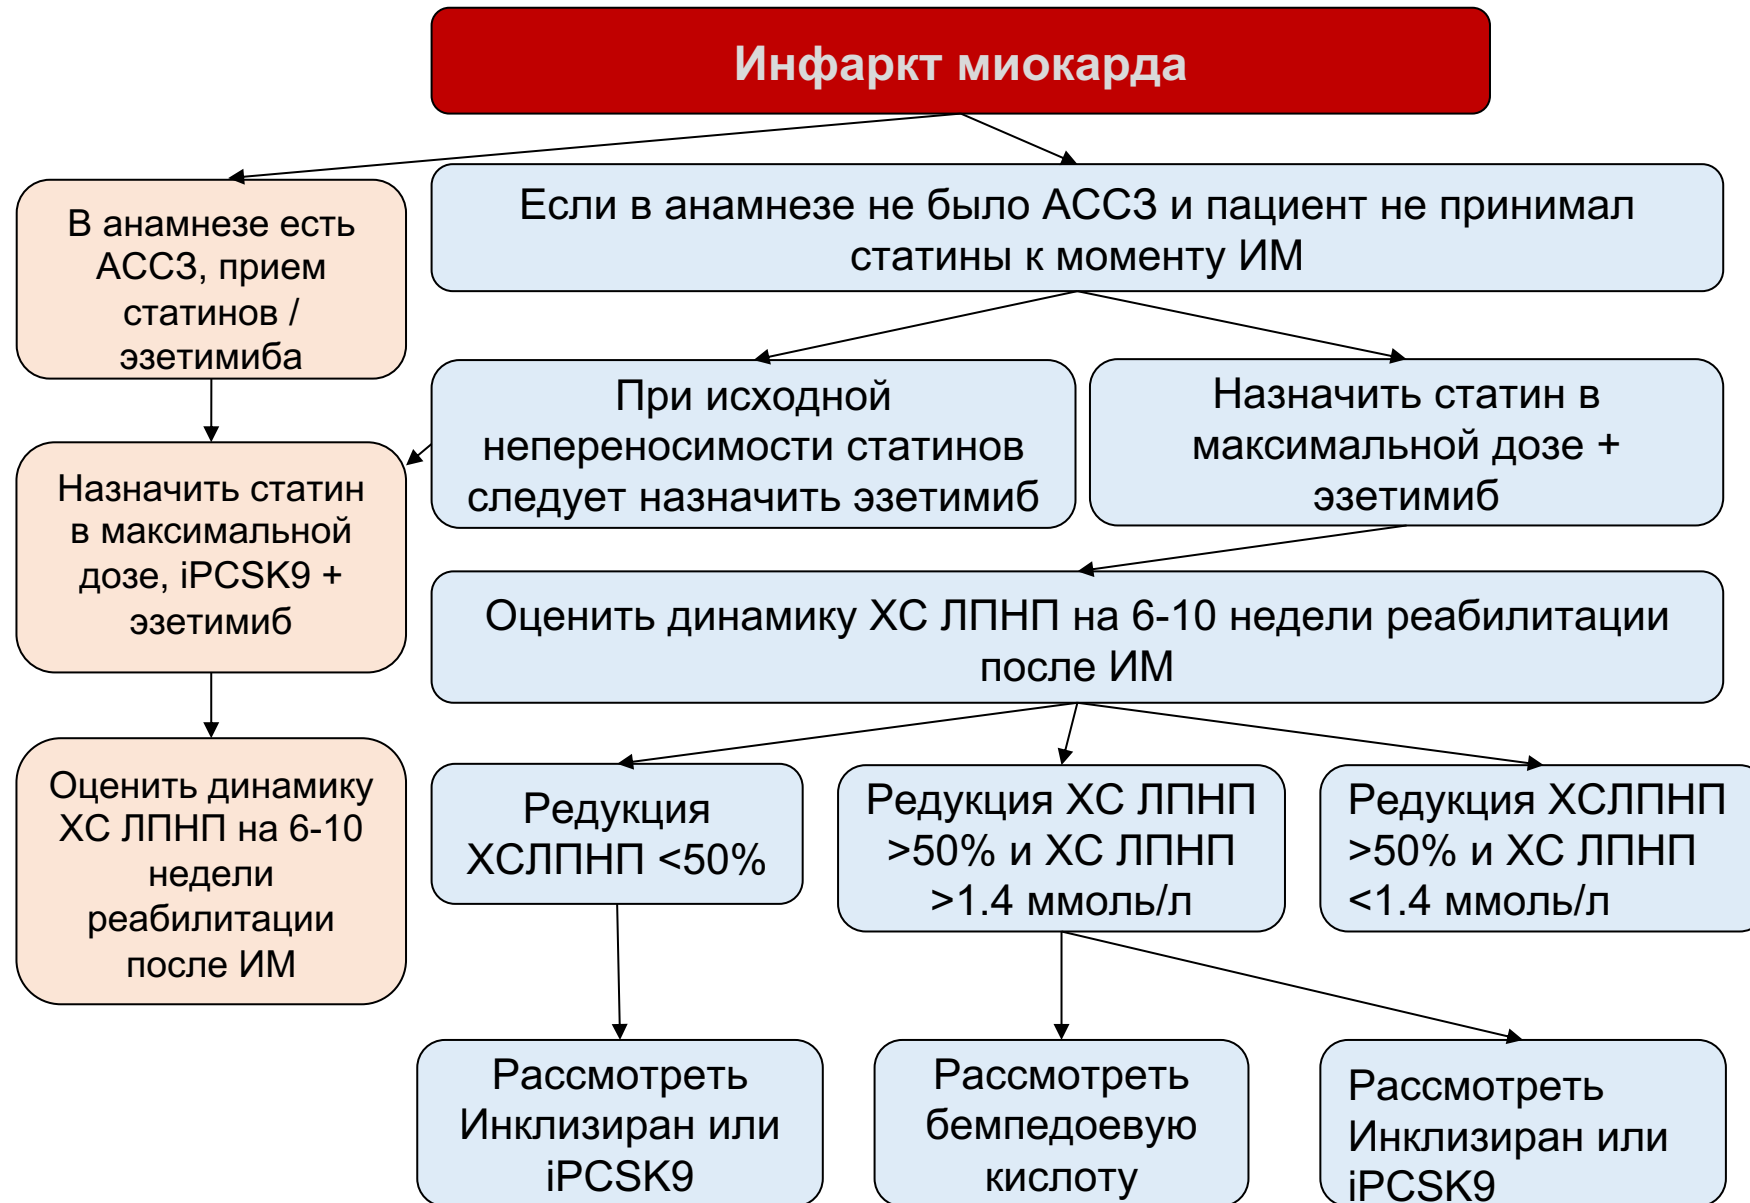 Инфаркт миокарда
В анамнезе есть
АССЗ, прием
статинов /
эзетимиба
Если в анамнезе не было АССЗ и пациент не принимал
статины к моменту ИМ
При исходной
непереносимости статинов
следует назначить эзетимиб
Назначить статин в
максимальной дозе +
эзетимиб
Назначить статин
в максимальной
дозе, iPCSK9 +
эзетимиб
Оценить динамику ХС ЛПНП на 6-10 недели реабилитации
после ИМ
Оценить динамику
ХС ЛПНП на 6-10
недели
реабилитации
после ИМ
Редукция
ХСЛПНП <50%
Редукция ХС ЛПНП
>50% и ХС ЛПНП
>1.4 ммоль/л
Редукция ХСЛПНП
>50% и ХС ЛПНП
<1.4 ммоль/л
Рассмотреть
Инклизиран или
iPCSK9
Рассмотреть
бемпедоевую
кислоту
Рассмотреть
Инклизиран или
iPCSK9